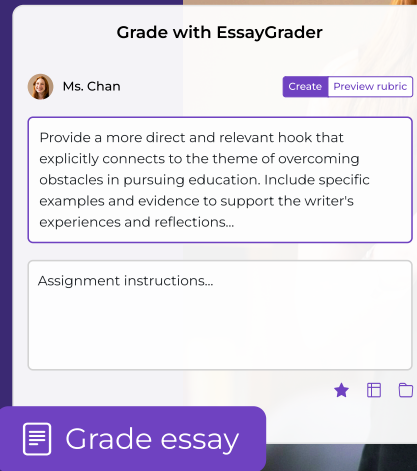 Grade with EssayGrader
Ms. Chan
Create Preview rubric
Provide a more direct and relevant hook that
explicitly connects to the theme of overcoming
obstacles in pursuing education. Include specific
examples and evidence to support the writer's
experiences and reflections...
Assignment instructions...
Grade essay